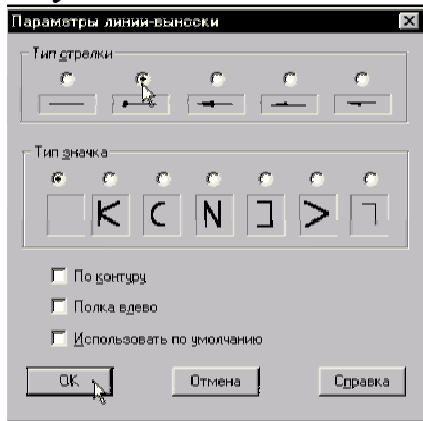 Параметры линии-выноски
Тип стрелки
Тип значка
По контуру
Полка влево
Использовать по умолчанию
OK Отмена Справка